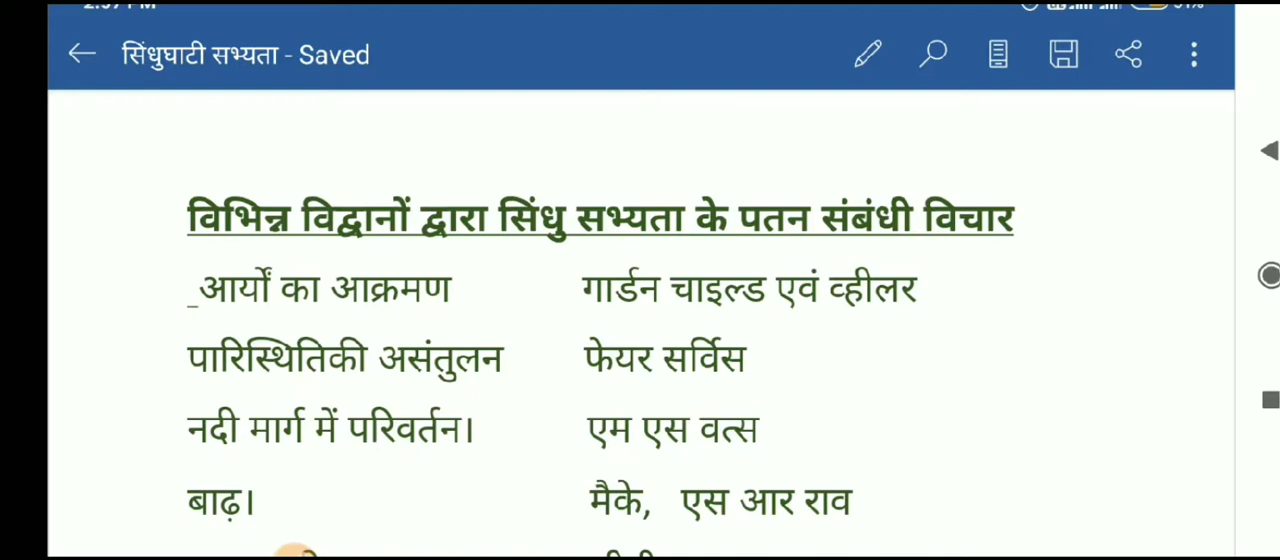 सिंधुघाटी सभ्यता - Saved
विभिन्न विद्वानों द्वारा सिंधु सभ्यता के पतन संबंधी विचार
_आर्यों का आक्रमण गार्डन चाइल्ड एवं व्हीलर
पारिस्थितिकी असंतुलन फेयर सर्विस
नदी मार्ग में परिवर्तन। एम एस वत्स
बाढ़। मैके, एस आर राव